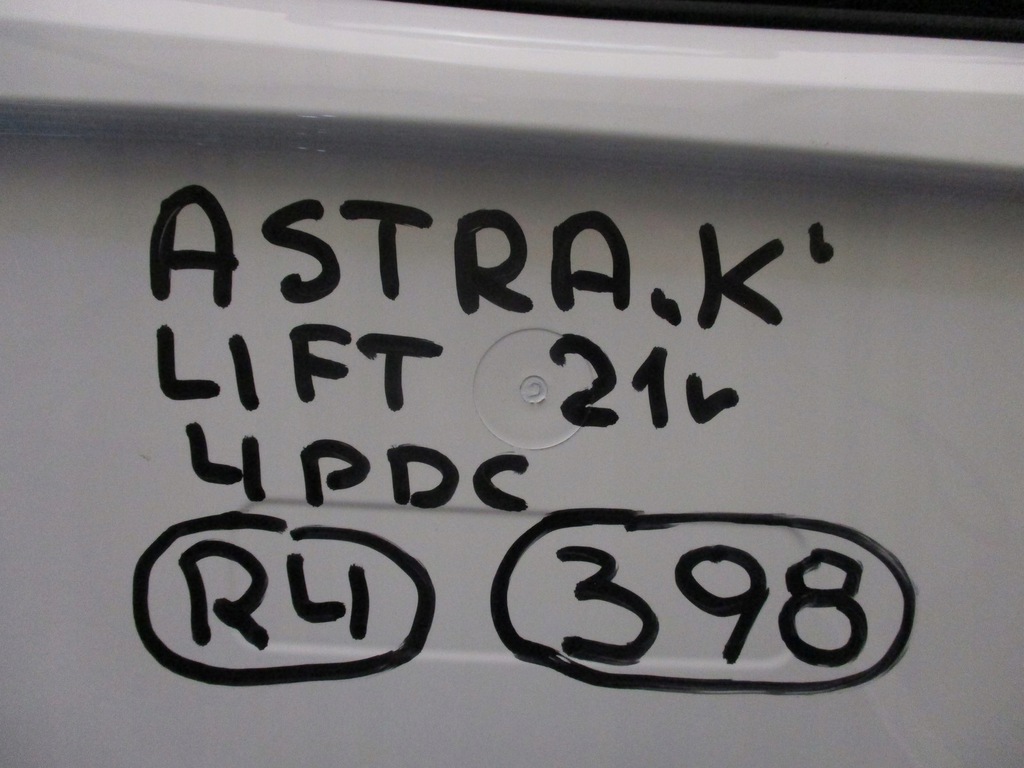 ASTRA "K"
LIFT 21r
4PDC
R4 398